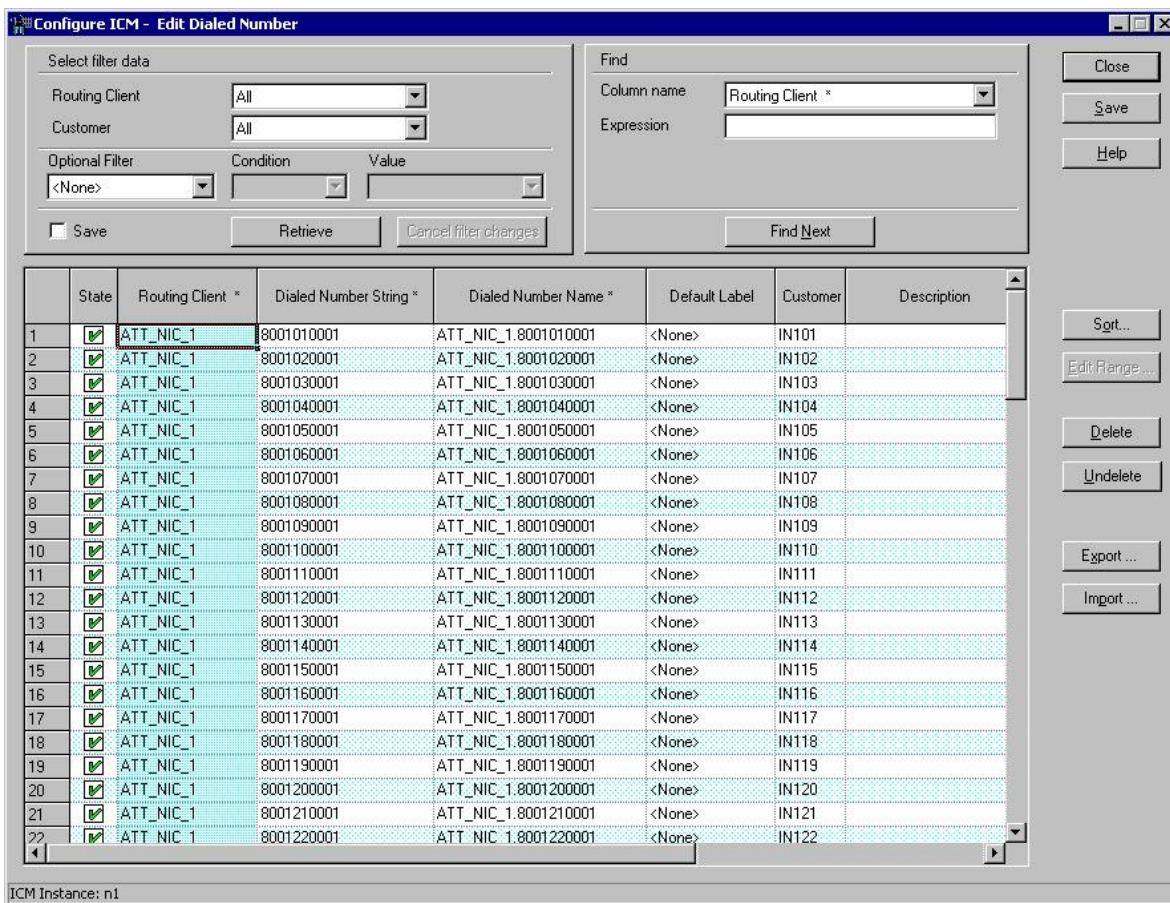 Configure ICM - Edit Dialed Number
Select filter data
Routing Client All
Customer All
Optional Filter Condition Value
<None>
Save Retrieve Cancel filter changes
Find
Column name Routing Client *
Expression
Find Next
Close
Save
Help
State Routing Client * Dialed Number String * Dialed Number Name * Default Label Customer Description
1 ATT_NIC_1 8001010001 ATT_NIC_1.8001010001 <None> IN101
2 ATT_NIC_1 8001020001 ATT_NIC_1.8001020001 <None> IN102
3 ATT_NIC_1 8001030001 ATT_NIC_1.8001030001 <None> IN103
4 ATT_NIC_1 8001040001 ATT_NIC_1.8001040001 <None> IN104
5 ATT_NIC_1 8001050001 ATT_NIC_1.8001050001 <None> IN105
6 ATT_NIC_1 8001060001 ATT_NIC_1.8001060001 <None> IN106
7 ATT_NIC_1 8001070001 ATT_NIC_1.8001070001 <None> IN107
8 ATT_NIC_1 8001080001 ATT_NIC_1.8001080001 <None> IN108
9 ATT_NIC_1 8001090001 ATT_NIC_1.8001090001 <None> IN109
10 ATT_NIC_1 8001100001 ATT_NIC_1.8001100001 <None> IN110
11 ATT_NIC_1 8001110001 ATT_NIC_1.8001110001 <None> IN111
12 ATT_NIC_1 8001120001 ATT_NIC_1.8001120001 <None> IN112
13 ATT_NIC_1 8001130001 ATT_NIC_1.8001130001 <None> IN113
14 ATT_NIC_1 8001140001 ATT_NIC_1.8001140001 <None> IN114
15 ATT_NIC_1 8001150001 ATT_NIC_1.8001150001 <None> IN115
16 ATT_NIC_1 8001160001 ATT_NIC_1.8001160001 <None> IN116
17 ATT_NIC_1 8001170001 ATT_NIC_1.8001170001 <None> IN117
18 ATT_NIC_1 8001180001 ATT_NIC_1.8001180001 <None> IN118
19 ATT_NIC_1 8001190001 ATT_NIC_1.8001190001 <None> IN119
20 ATT_NIC_1 8001200001 ATT_NIC_1.8001200001 <None> IN120
21 ATT_NIC_1 8001210001 ATT_NIC_1.8001210001 <None> IN121
22 ATT_NIC_1 8001220001 ATT_NIC_1.8001220001 <None> IN122
Sort...
Edit Range ...
Delete
Undelete
Export ...
Import ...
ICM Instance: n1